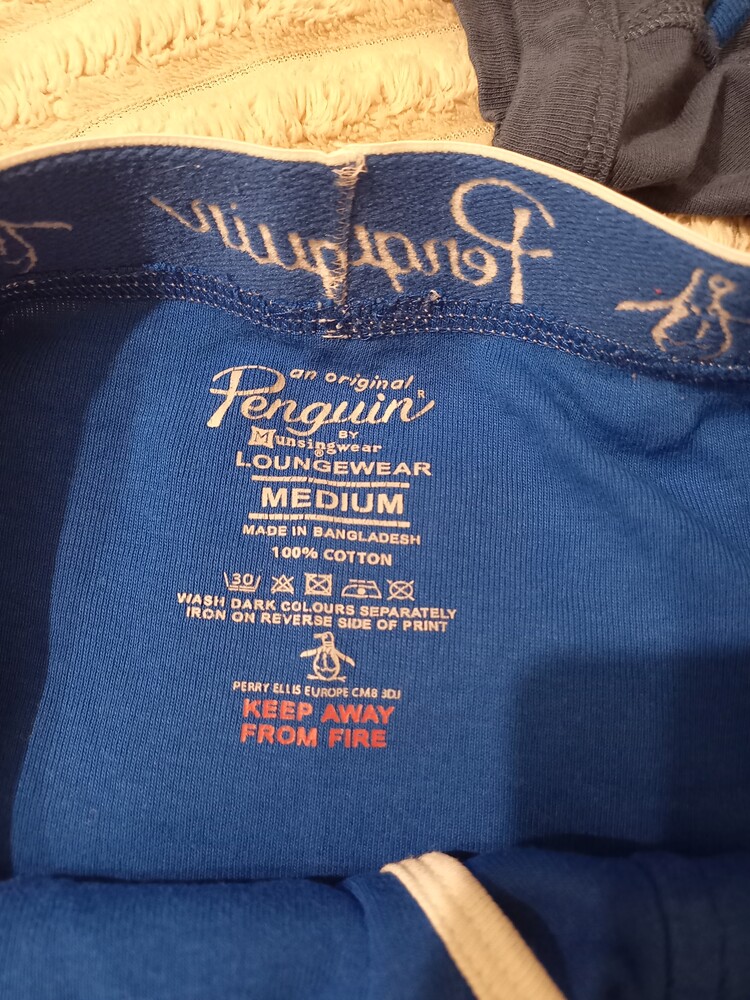 Penguin
an original
Penguin®
BY
Munsingwear®
LOUNGEWEAR
MEDIUM
MADE IN BANGLADESH
100% COTTON
30
WASH DARK COLOURS SEPARATELY
IRON ON REVERSE SIDE OF PRINT
PERRY ELLIS EUROPE CM8 3DJ
KEEP AWAY
FROM FIRE